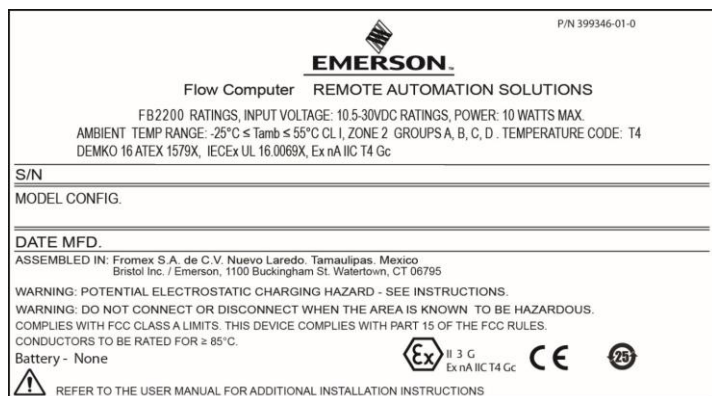 P/N 399346-01-0
EMERSON™
Flow Computer REMOTE AUTOMATION SOLUTIONS
FB2200 RATINGS, INPUT VOLTAGE: 10.5-30VDC RATINGS, POWER: 10 WATTS MAX.
AMBIENT TEMP RANGE: -25°C ≤ Tamb ≤ 55°C CL I, ZONE 2 GROUPS A, B, C, D . TEMPERATURE CODE: T4
DEMKO 16 ATEX 1579X, IECEx UL 16.0069X, Ex nA IIC T4 Gc
S/N
MODEL CONFIG.
DATE MFD.
ASSEMBLED IN: Fromex S.A. de C.V. Nuevo Laredo. Tamaulipas. Mexico
Bristol Inc. / Emerson, 1100 Buckingham St. Watertown, CT 06795
WARNING: POTENTIAL ELECTROSTATIC CHARGING HAZARD - SEE INSTRUCTIONS.
WARNING: DO NOT CONNECT OR DISCONNECT WHEN THE AREA IS KNOWN TO BE HAZARDOUS.
COMPLIES WITH FCC CLASS A LIMITS. THIS DEVICE COMPLIES WITH PART 15 OF THE FCC RULES.
CONDUCTORS TO BE RATED FOR ≥ 85°C.
Battery - None
Ex II 3 G
Ex nA IIC T4 Gc
CE
25
REFER TO THE USER MANUAL FOR ADDITIONAL INSTALLATION INSTRUCTIONS